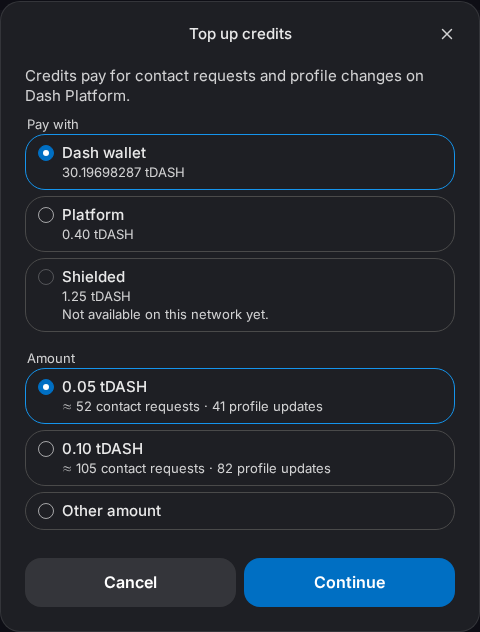 Top up credits
Credits pay for contact requests and profile changes on
Dash Platform.
Pay with
Dash wallet
30.19698287 tDASH
Platform
0.40 tDASH
Shielded
1.25 tDASH
Not available on this network yet.
Amount
0.05 tDASH
≈ 52 contact requests · 41 profile updates
0.10 tDASH
≈ 105 contact requests · 82 profile updates
Other amount
Cancel
Continue